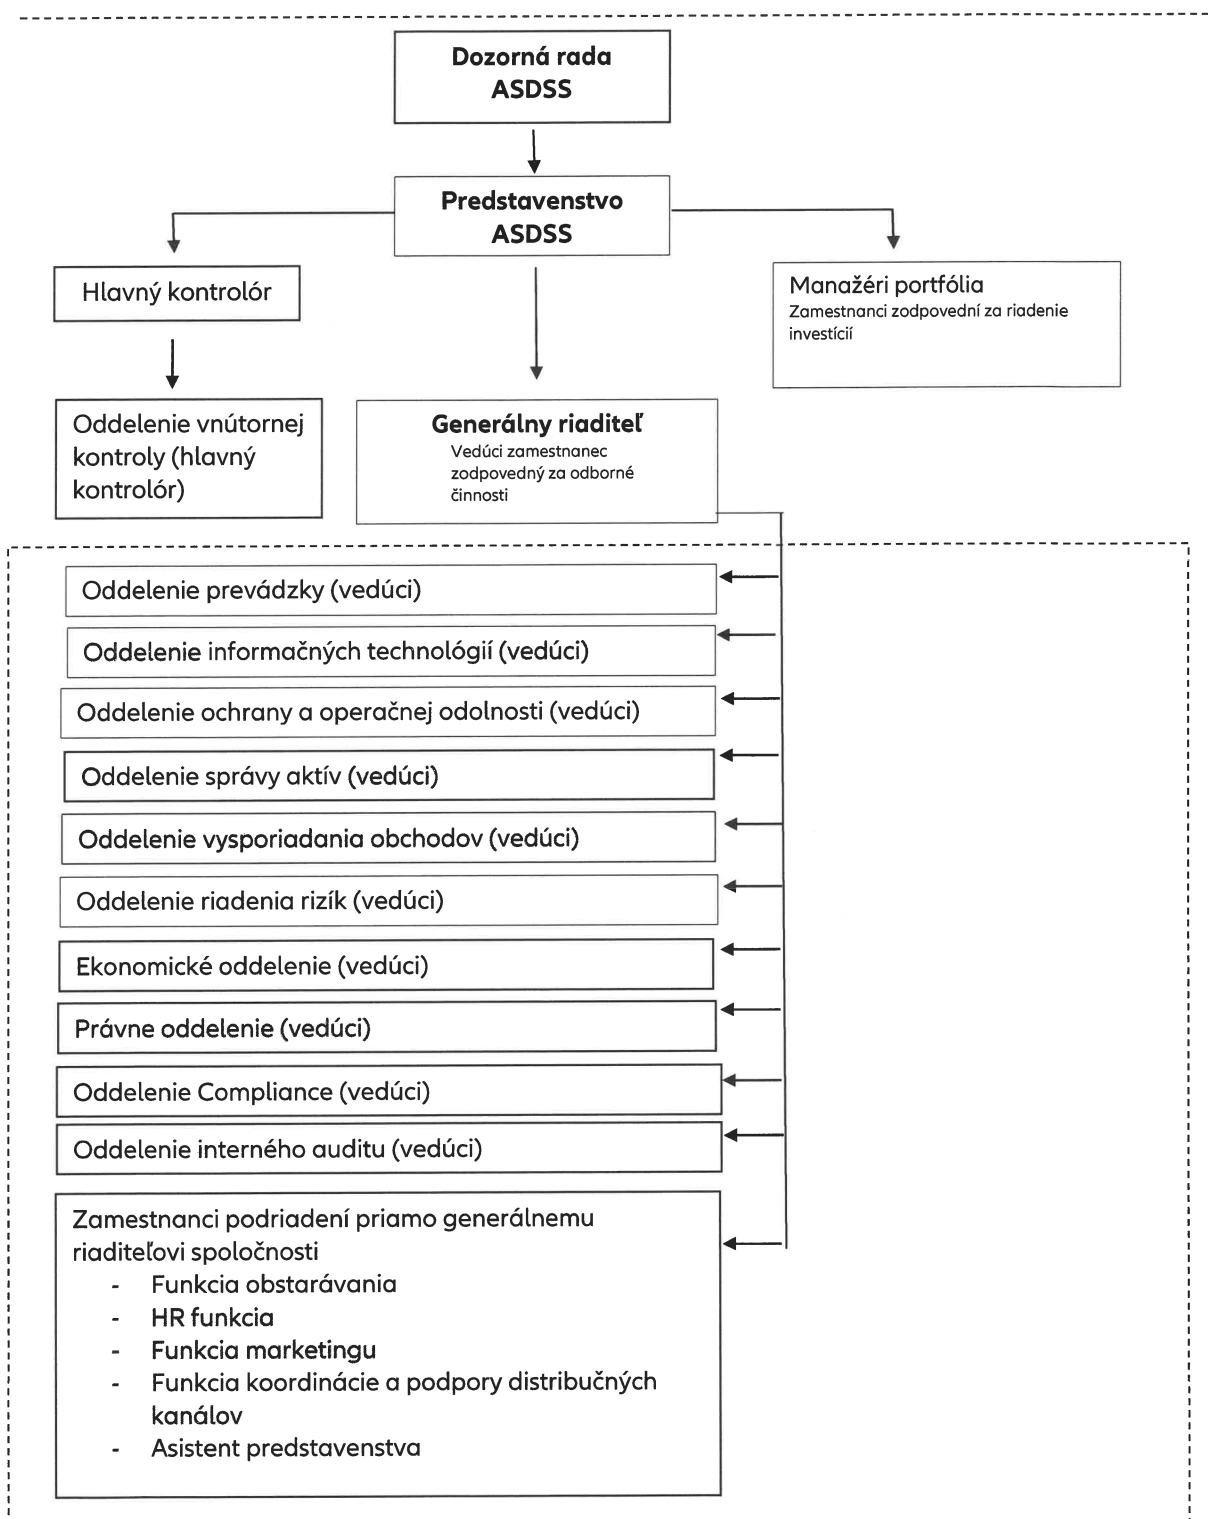 Dozorná rada
ASDSS
Predstavenstvo
ASDSS
Hlavný kontrolór
Manažéri portfólia
Zamestnanci zodpovední za riadenie
investícií
Oddelenie vnútornej
kontroly (hlavný
kontrolór)
Generálny riaditeľ
Vedúci zamestnanec
zodpovedný za odborné
činnosti
Oddelenie prevádzky (vedúci)
Oddelenie informačných technológií (vedúci)
Oddelenie ochrany a operačnej odolnosti (vedúci)
Oddelenie správy aktív (vedúci)
Oddelenie vysporiadania obchodov (vedúci)
Oddelenie riadenia rizík (vedúci)
Ekonomické oddelenie (vedúci)
Právne oddelenie (vedúci)
Oddelenie Compliance (vedúci)
Oddelenie interného auditu (vedúci)
Zamestnanci podriadení priamo generálnemu
riaditeľovi spoločnosti
- Funkcia obstarávania
- HR funkcia
- Funkcia marketingu
- Funkcia koordinácie a podpory distribučných
kanálov
- Asistent predstavenstva